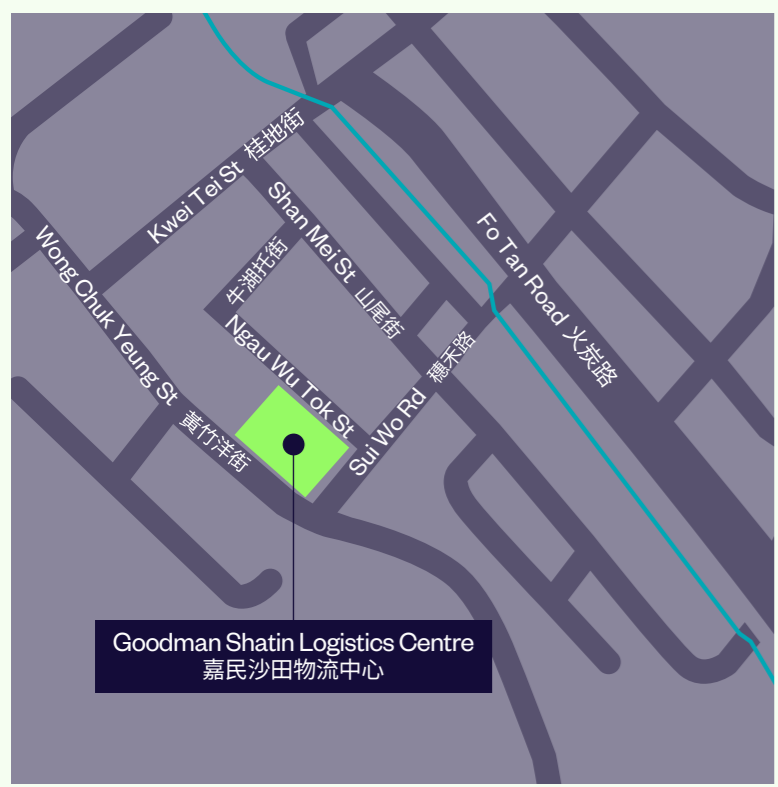 Kwei Tei St 桂地街
Shan Mei St 山尾街
Fo Tan Road 火炭路
Wong Chuk Yeung St 黃竹洋街
牛湖托街
Ngau Wu Tok St
Sui Wo Rd 穗禾路
Goodman Shatin Logistics Centre
嘉民沙田物流中心